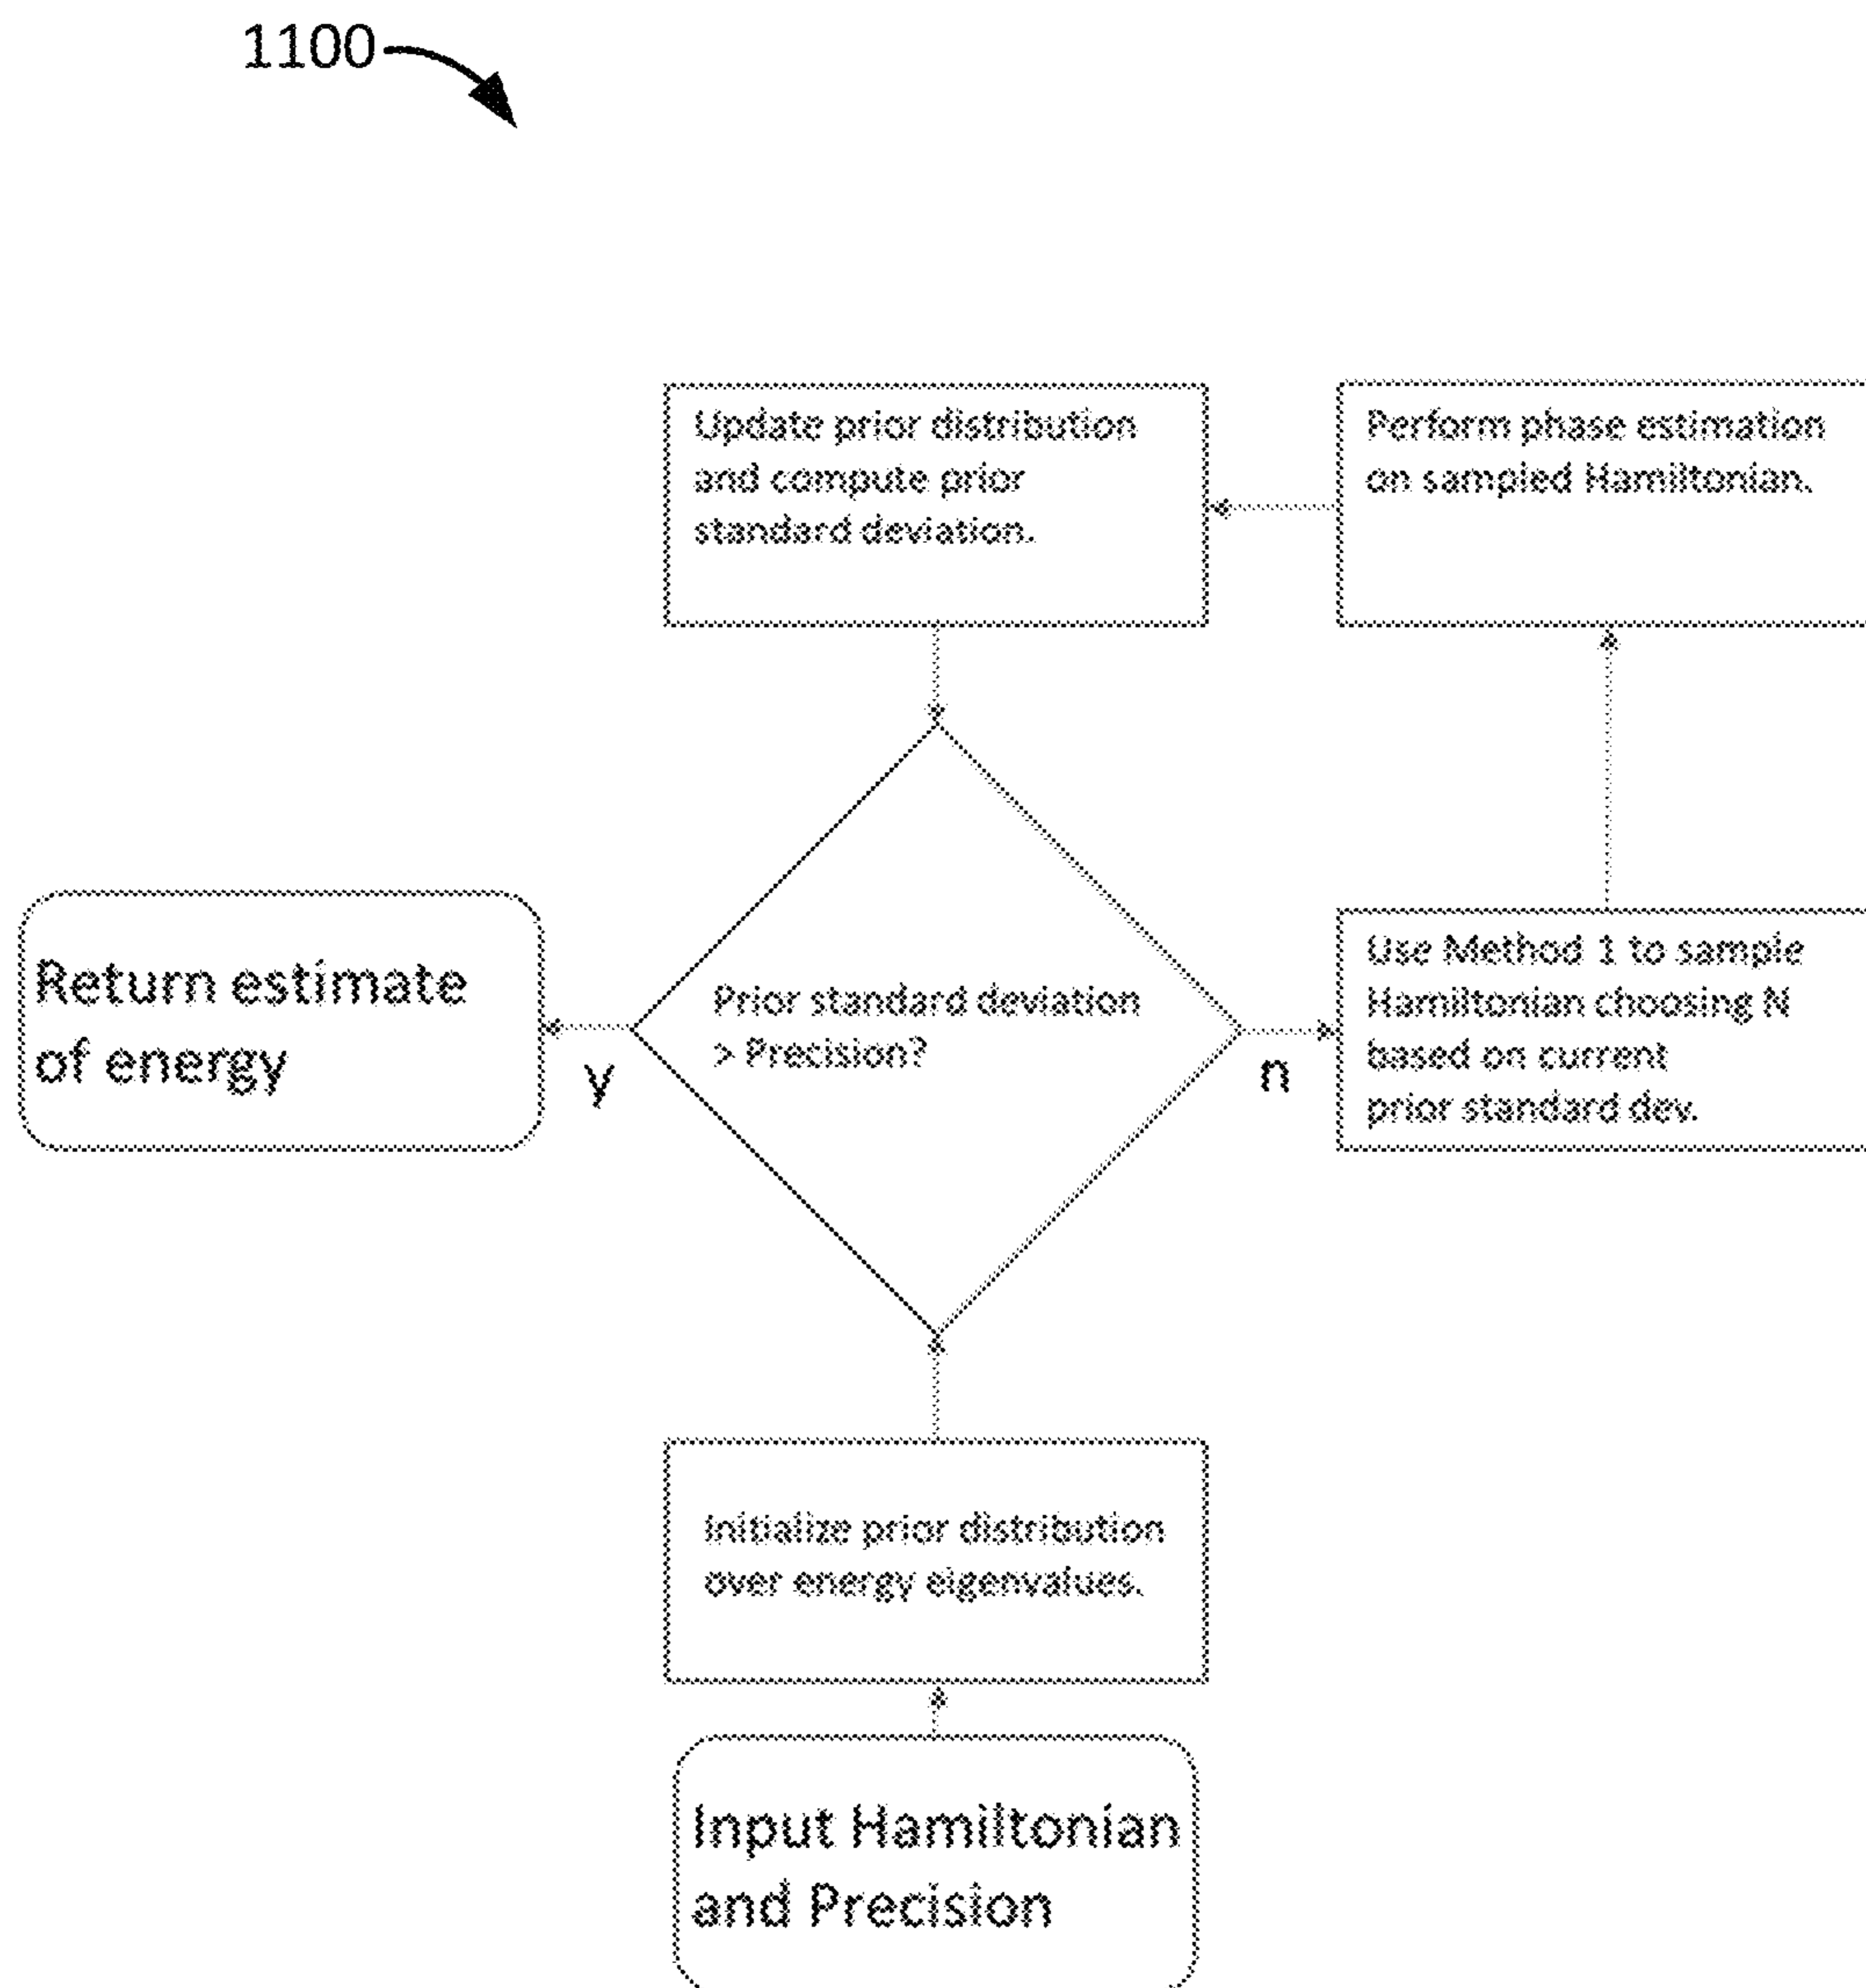 1100
Update prior distribution
and compute prior
standard deviation.
Perform phase estimation
on sampled Hamiltonian.
Return estimate
of energy
y
Prior standard deviation
> Precision?
n
Use Method 1 to sample
Hamiltonian choosing N
based on current
prior standard dev.
Initialize prior distribution
over energy eigenvalues.
Input Hamiltonian
and Precision